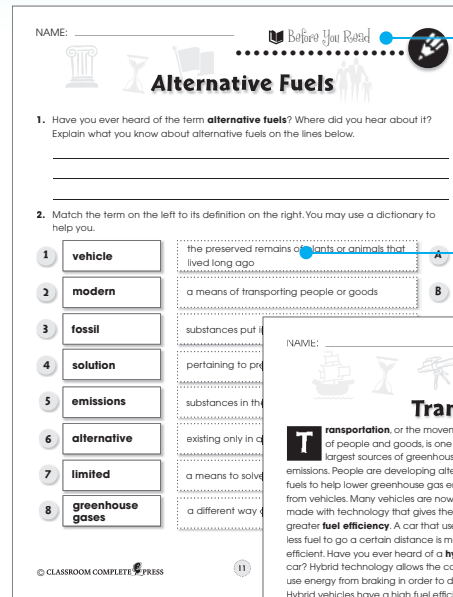 NAME:
Before You Read
Alternative Fuels
1. Have you ever heard of the term alternative fuels? Where did you hear about it?
Explain what you know about alternative fuels on the lines below.
2. Match the term on the left to its definition on the right. You may use a dictionary to
help you.
1 vehicle
the preserved remains of plants or animals that
lived long ago
A
2 modern
a means of transporting people or goods
B
3 fossil
substances put
4 solution
pertaining to
5 emissions
substances in
6 alternative
existing only in
7 limited
a means to solve
8 greenhouse
gases
a different way
© CLASSROOM COMPLETE PRESS
11
NAME:
Transportation, or the
of people and goods, is one
largest sources of
emissions. People are developing
fuels to help lower greenhouse gas
from vehicles. Many vehicles are now
made with technology that gives the
greater fuel efficiency. A car that
less fuel to go a certain distance is
efficient. Have you ever heard of a
car? Hybrid technology allows the
use energy from braking in order to
Hybrid vehicles have a high fuel